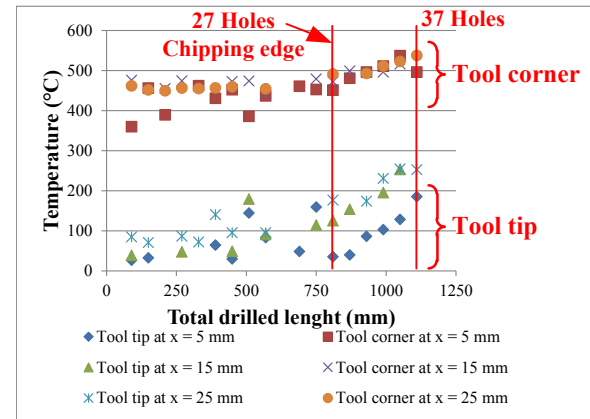 27 Holes
37 Holes
Chipping edge
600
500
400
300
200
100
0
Temperature (°C)
Tool corner
Tool tip
0 250 500 750 1000 1250
Total drilled lenght (mm)
Tool tip at x = 5 mm
Tool corner at x = 5 mm
Tool tip at x = 15 mm
Tool corner at x = 15 mm
Tool tip at x = 25 mm
Tool corner at x = 25 mm